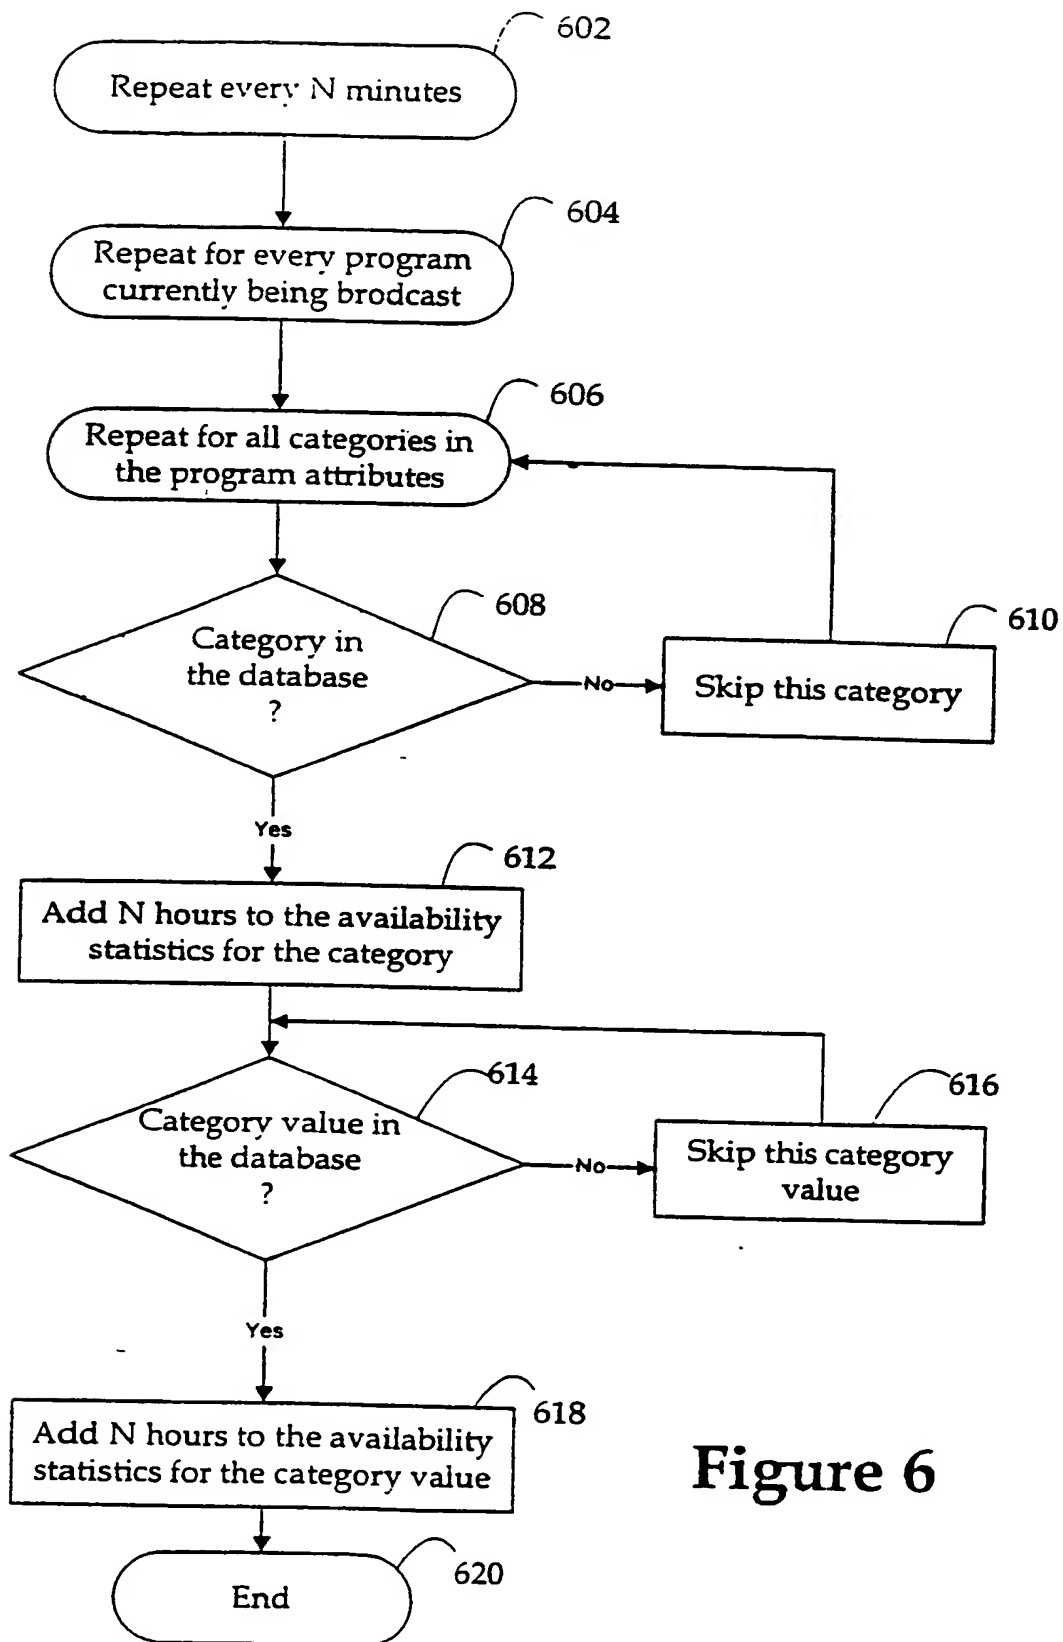 602
Repeat every N minutes
604
Repeat for every program
currently being brodcast
606
Repeat for all categories in
the program attributes
608
Category in
the database
?
No
610
Skip this category
Yes
612
Add N hours to the availability
statistics for the category
614
Category value in
the database
?
No
616
Skip this category
value
Yes
618
Add N hours to the availability
statistics for the category value
Figure 6
620
End